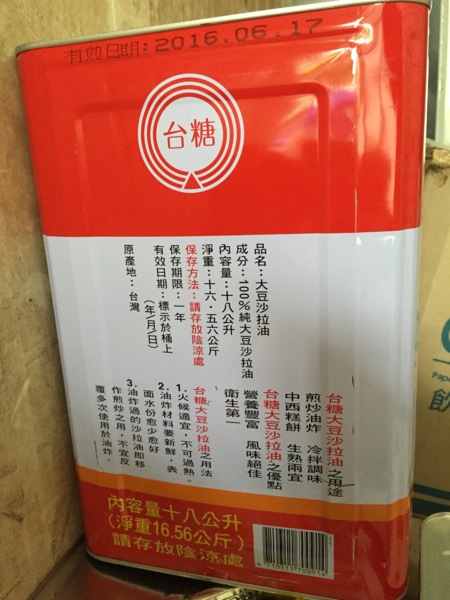 有效日期:2016.06.17
台糖
品名:大豆沙拉油
成分:100%純大豆沙拉油
內容量:十八公升
淨重:十六.五六公斤
保存方法:請存放陰涼處
保存期限:一年
有效日期:標示於桶上
(年/月/日)
原產地:台灣
台糖大豆沙拉油之用途
煎炒油炸 冷拌調味
中西糕餅 生熟兩宜
台糖大豆沙拉油之優點
營養豐富 風味絕佳
衛生第一
台糖大豆沙拉油之用法
1.火候適宜,不可過熱。
2.油炸材料要新鮮,表
面水份愈少愈好
3.油炸過的沙拉油即移
作煎炒之用,不宜反
覆多次使用於油炸。
內容量十八公升
(淨重16.56公斤)
請存放陰涼處
Pape
飲